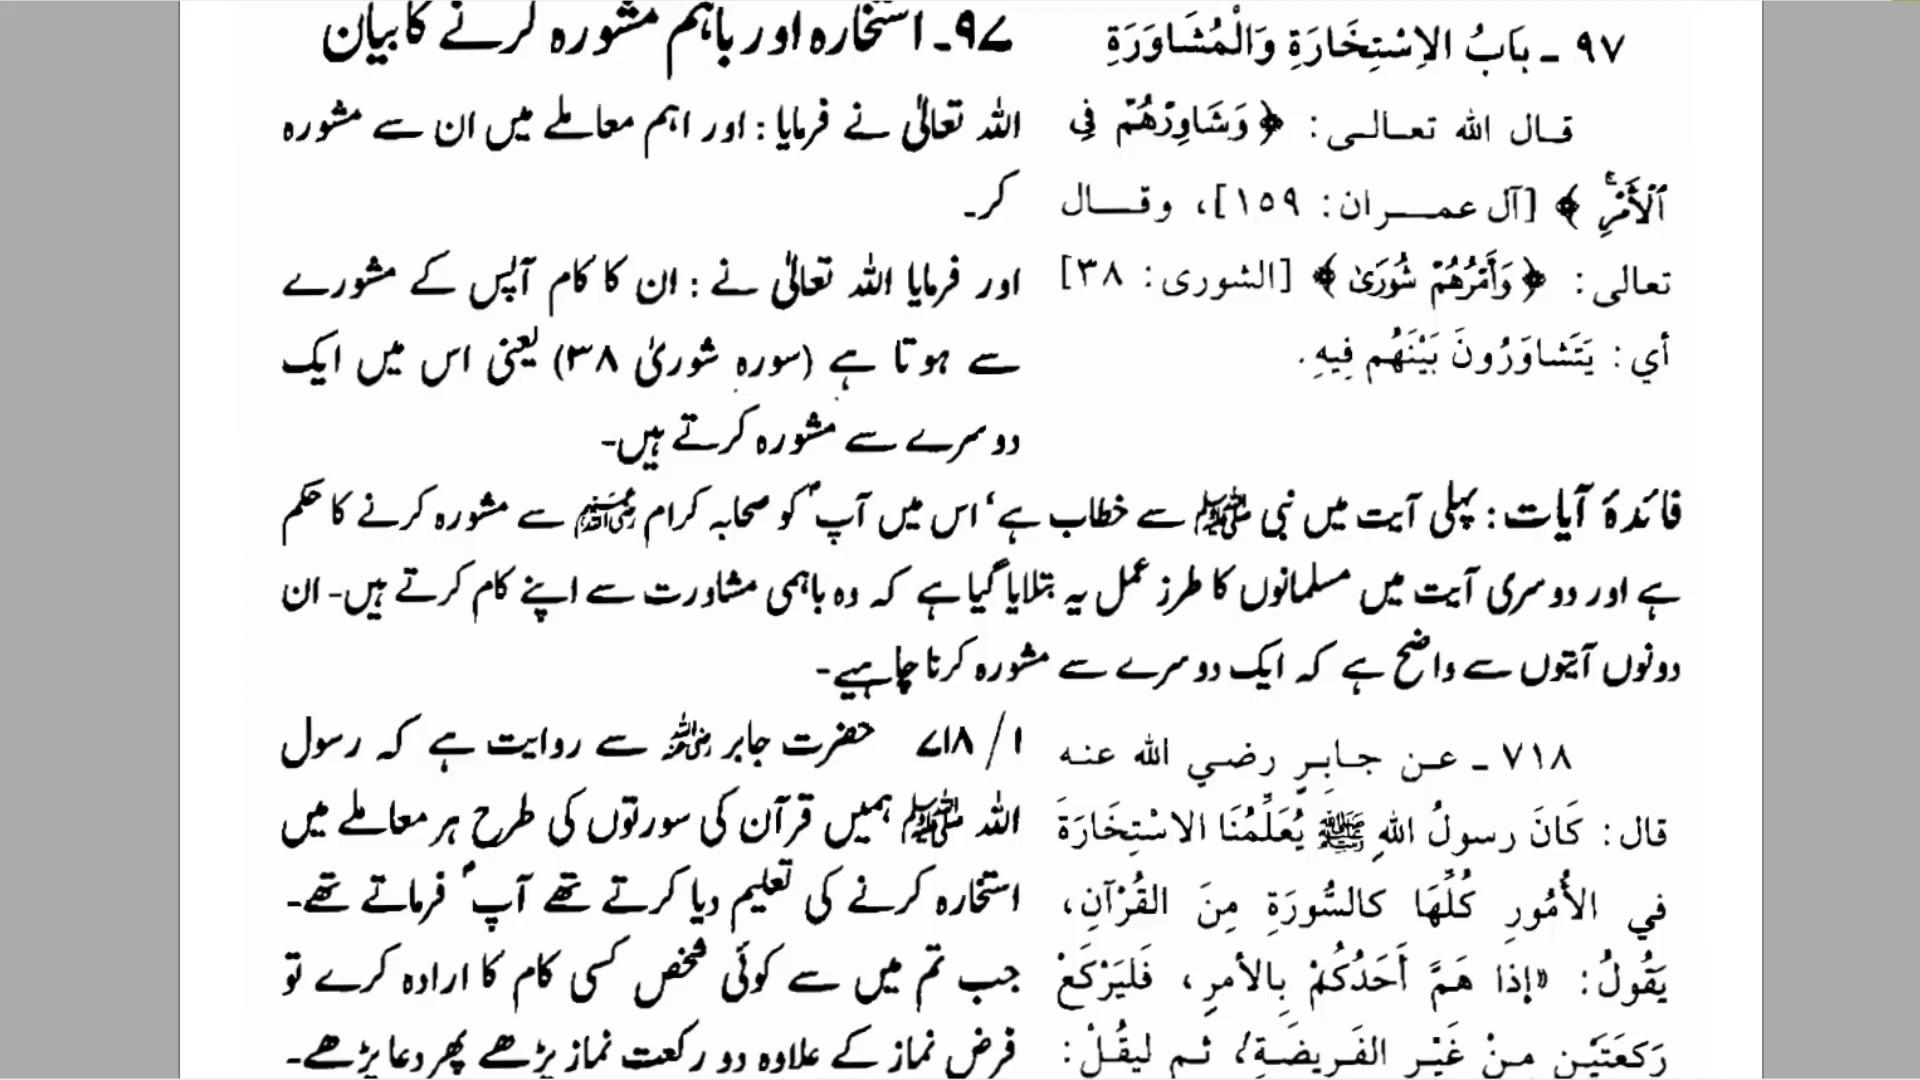 ٩٧ ـ بَابُ الاِسْتِخَارَةِ وَالْمُشَاوَرَةِ
قال الله تعالى: ﴿وَشَاوِرْهُمْ فِي
ٱلْأَمْرِۚ﴾ [آل عمران: ١٥٩]، وقال
تعالى: ﴿وَأَمْرُهُمْ شُورَىٰ﴾ [الشورى: ٣٨]
أي: يَتَشاوَرُونَ بَيْنَهُم فِيهِ.
۹۷۔ استخارہ اور باہم مشورہ کرنے کا بیان
اللہ تعالیٰ نے فرمایا : اور اہم معاملے میں ان سے مشورہ
کر۔
اور فرمایا اللہ تعالیٰ نے : ان کا کام آپس کے مشورے
سے ہوتا ہے (سورہ شوریٰ ۳۸) یعنی اس میں ایک
دوسرے سے مشورہ کرتے ہیں۔
فائدۂ آیات : پہلی آیت میں نبی ﷺ سے خطاب ہے، اس میں آپؐ کو صحابہ کرام رضی اللہ عنہم سے مشورہ کرنے کا حکم
ہے اور دوسری آیت میں مسلمانوں کا طرز عمل یہ بتلایا گیا ہے کہ وہ باہمی مشاورت سے اپنے کام کرتے ہیں۔ ان
دونوں آیتوں سے واضح ہے کہ ایک دوسرے سے مشورہ کرنا چاہیے۔
٧١٨ ـ عن جابِرٍ رضي الله عنه
قال: كَانَ رسولُ اللهِ ﷺ يُعَلِّمُنَا الاسْتِخَارَةَ
في الأُمُورِ كُلِّهَا كالسُّورَةِ مِنَ القُرْآنِ،
يَقُولُ: «إذا هَمَّ أَحَدُكُمْ بِالأمرِ، فَليَرْكَعْ
رَكعَتَيْنِ مِنْ غَيْرِ الفَرِيضَةِ، ثم ليقُلْ:
۱/ ۷۱۸ حضرت جابر رضی اللہ عنہ سے روایت ہے کہ رسول
اللہ ﷺ ہمیں قرآن کی سورتوں کی طرح ہر معاملے میں
استخارہ کرنے کی تعلیم دیا کرتے تھے آپؐ فرماتے تھے۔
جب تم میں سے کوئی شخص کسی کام کا ارادہ کرے تو
فرض نماز کے علاوہ دو رکعت نماز پڑھے پھر دعا پڑھے۔